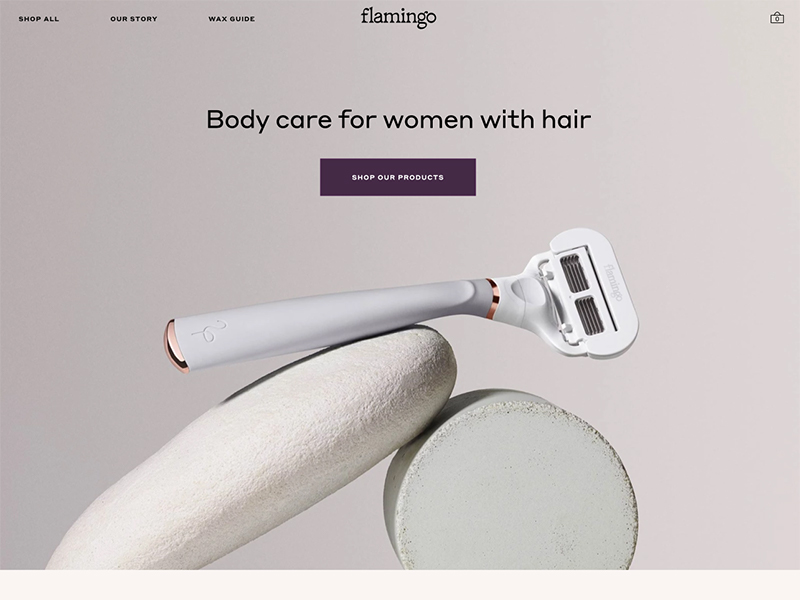 SHOP ALL
OUR STORY
WAX GUIDE
flamingo
0
Body care for women with hair
SHOP OUR PRODUCTS
flamingo